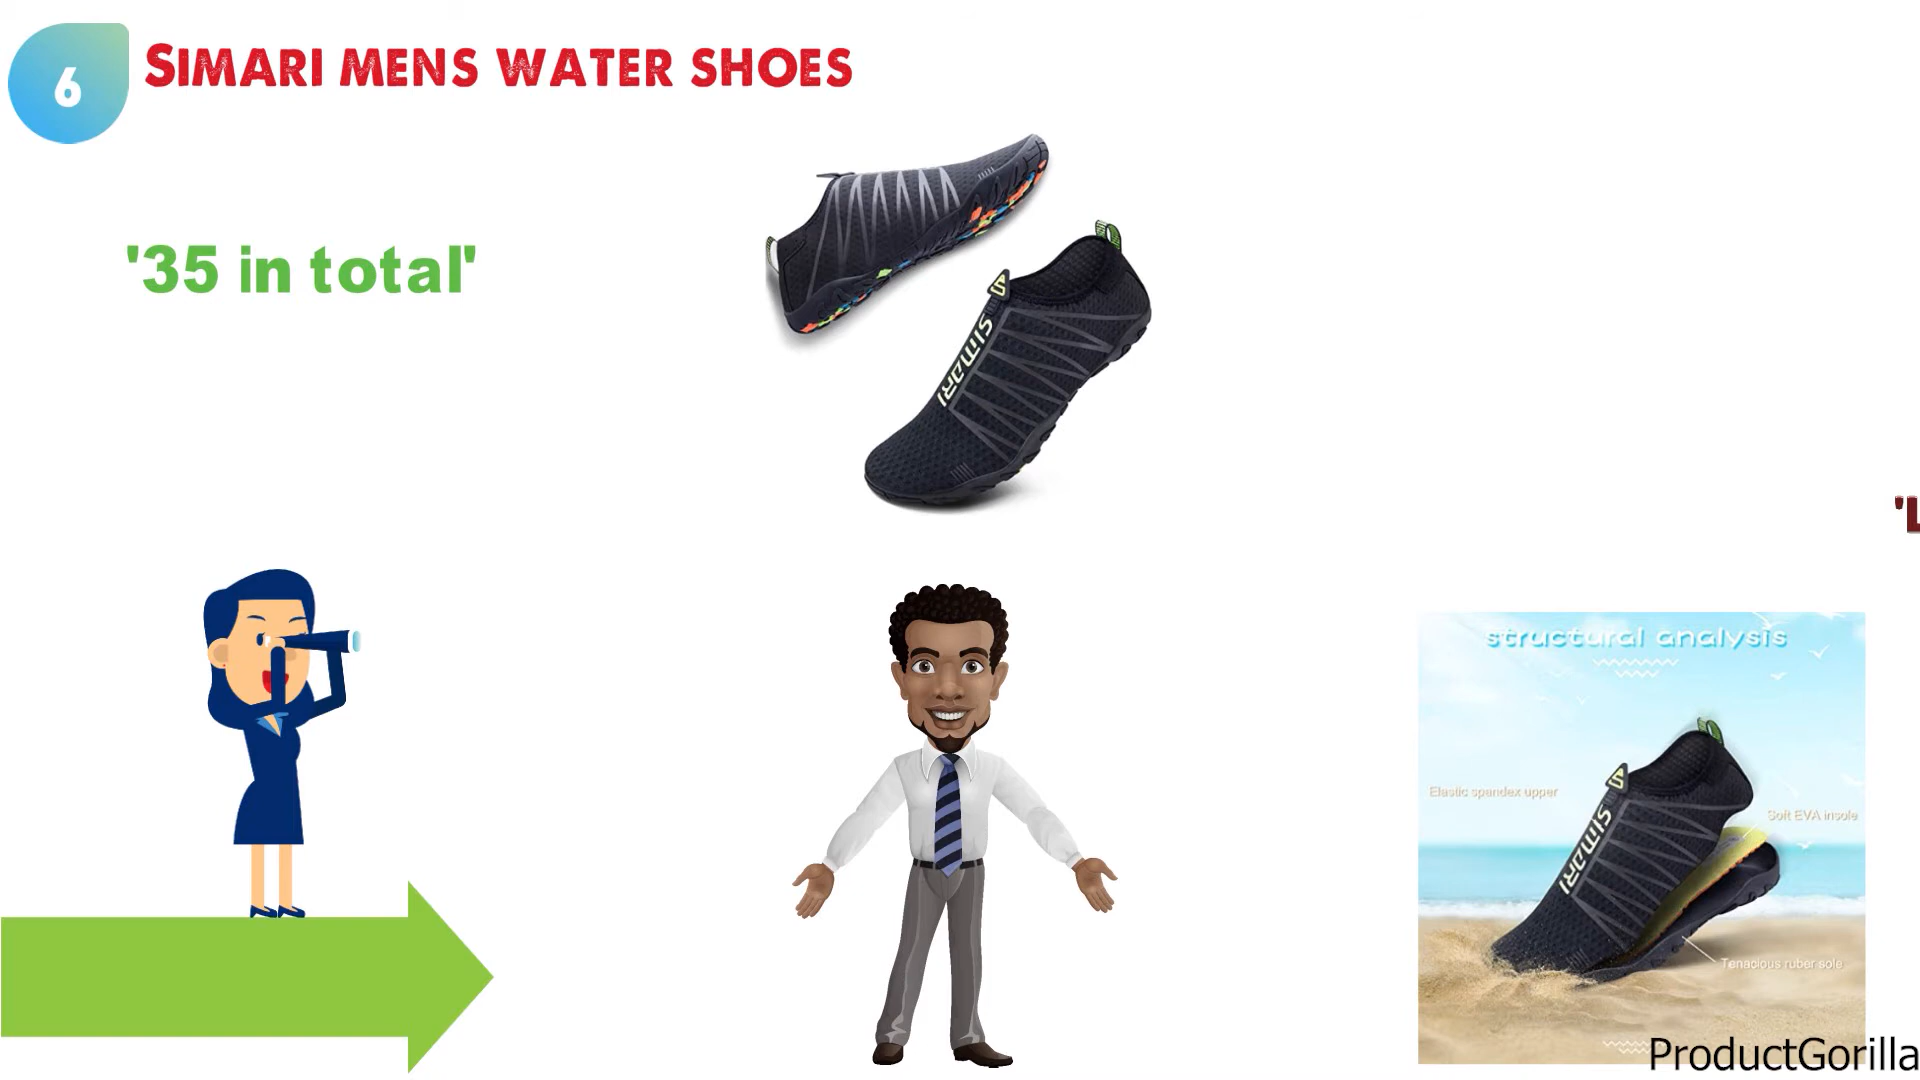 6
SIMARI MENS WATER SHOES
'35 in total'
SIMARI
'L
structural analysis
Elastic spandex upper
Soft EVA insole
SIMARI
Tenacious ruber sole
ProductGorilla